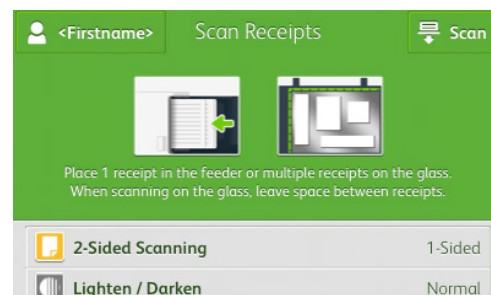 <Firstname> Scan Receipts Scan
Place 1 receipt in the feeder or multiple receipts on the glass.
When scanning on the glass, leave space between receipts.
2-Sided Scanning 1-Sided
Lighten / Darken Normal